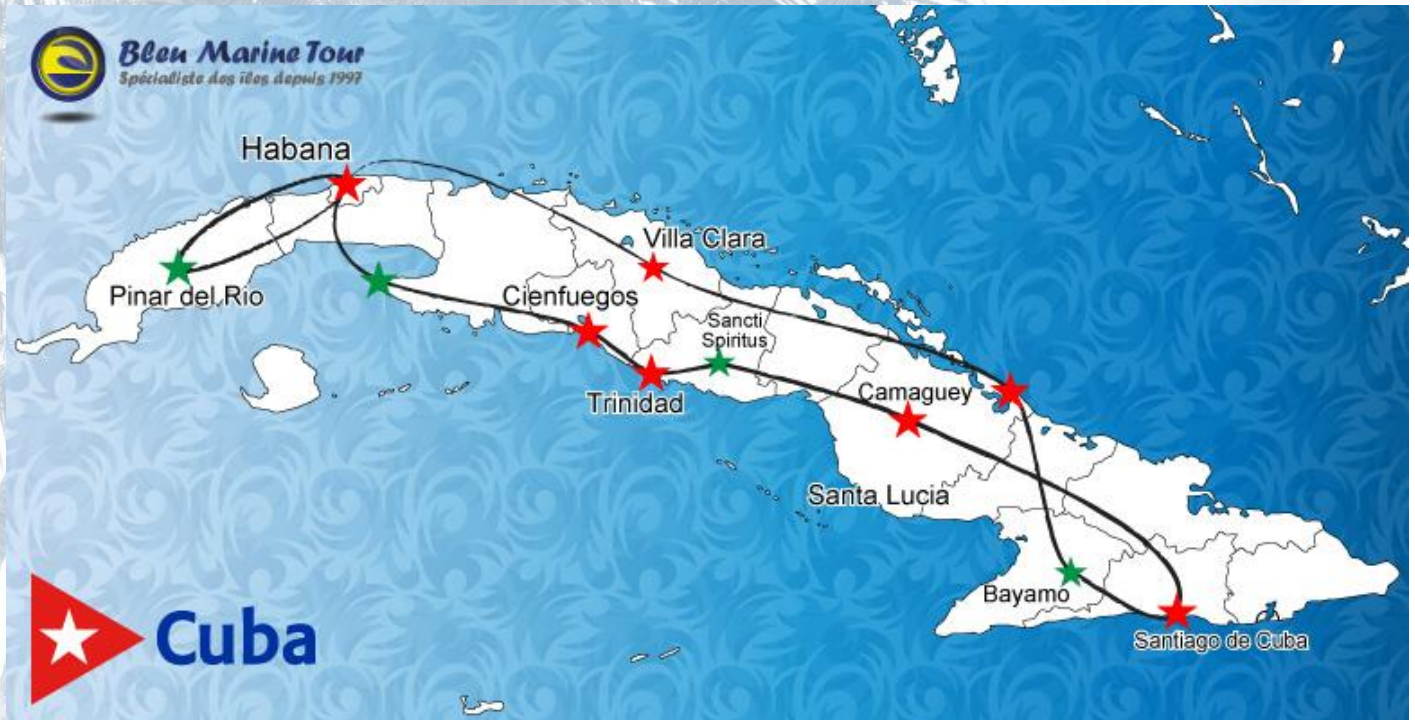 Bleu Marine Tour
Spécialiste des îles depuis 1997
Habana
Villa Clara
Pinar del Rio
Cienfuegos
Sancti
Spiritus
Trinidad
Camaguey
Santa Lucia
Bayamo
Santiago de Cuba
Cuba